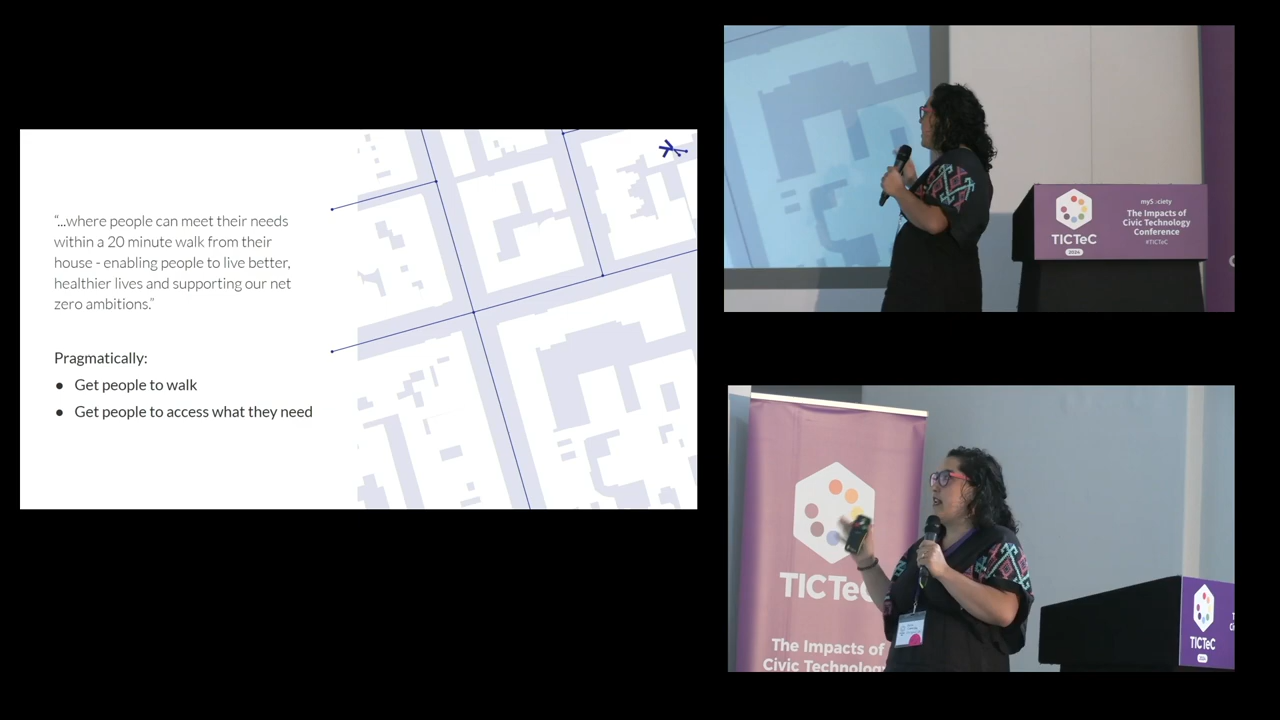 “...where people can meet their needs
within a 20 minute walk from their
house - enabling people to live better,
healthier lives and supporting our net
zero ambitions.”
Pragmatically:
● Get people to walk
● Get people to access what they need
TICTeC
2024
The Impacts of
Civic Technology
Conference
#TICTeC
TICTeC
The Impacts of
Civic Technology
TICTeC